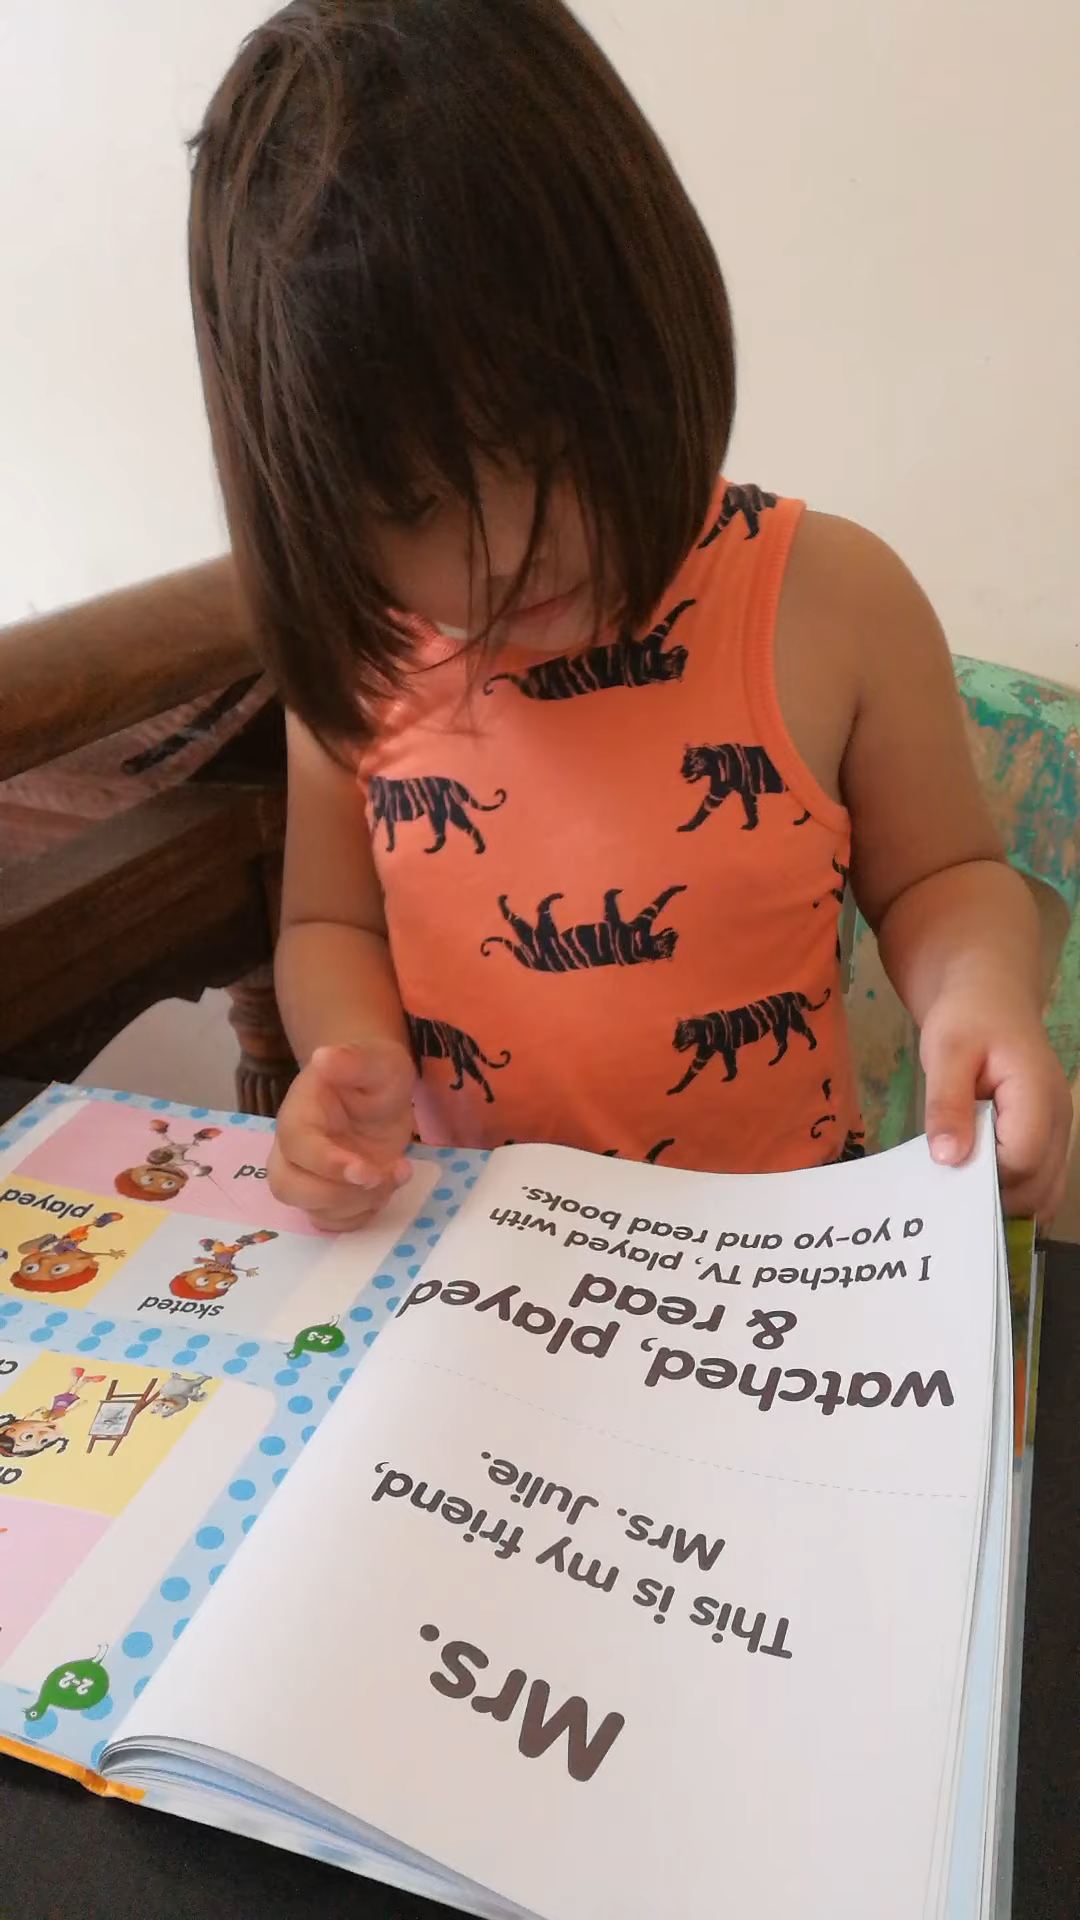 Mrs.
This is my friend,
Mrs. Julie.
watched, played
& read
I watched TV, played with
a yo-yo and read books.
2-2
2-3
skated
played